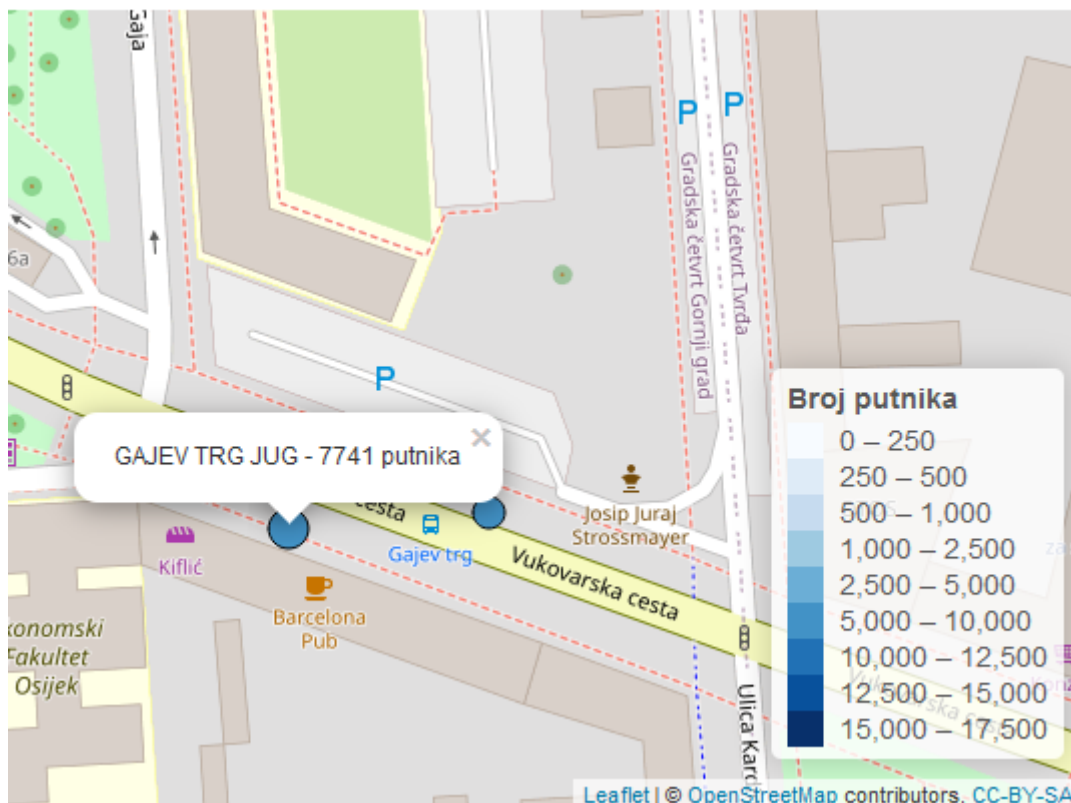 Gaja
P
P
Gradska četvrt Gornji grad
Gradska četvrt Tvrđa
6a
P
GAJEV TRG JUG - 7741 putnika
×
cesta
Gajev trg
Kiflić
Barcelona
Pub
Josip Juraj
Strossmayer
Vukovarska cesta
konomski
Fakultet
Osijek
Ulica Kard
Vukovarska cesta
Broj putnika
0 – 250
250 – 500
500 – 1,000
1,000 – 2,500
2,500 – 5,000
5,000 – 10,000
10,000 – 12,500
12,500 – 15,000
15,000 – 17,500
Leaflet | © OpenStreetMap contributors, CC-BY-SA